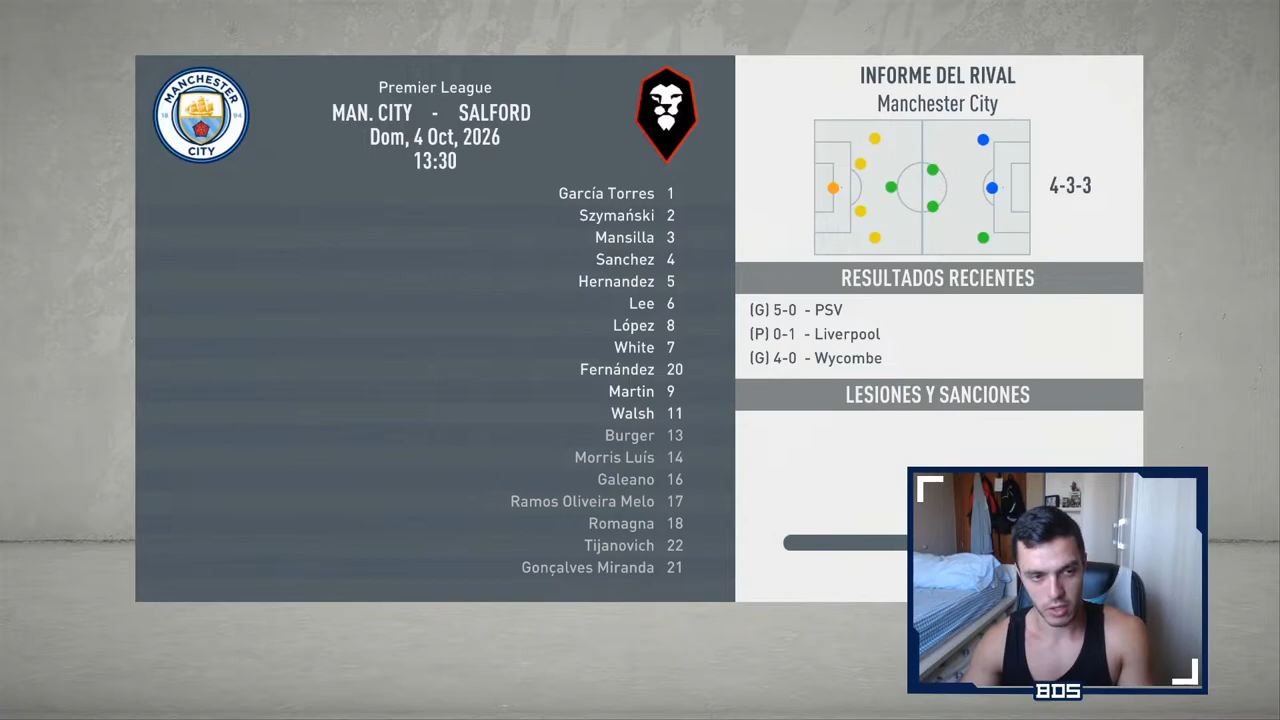 MANCHESTER
18 94
CITY
Premier League
MAN. CITY - SALFORD
Dom, 4 Oct, 2026
13:30
García Torres 1
Szymański 2
Mansilla 3
Sanchez 4
Hernandez 5
Lee 6
López 8
White 7
Fernández 20
Martin 9
Walsh 11
Burger 13
Morris Luís 14
Galeano 16
Ramos Oliveira Melo 17
Romagna 18
Tijanovich 22
Gonçalves Miranda 21
INFORME DEL RIVAL
Manchester City
4-3-3
RESULTADOS RECIENTES
(G) 5-0 - PSV
(P) 0-1 - Liverpool
(G) 4-0 - Wycombe
LESIONES Y SANCIONES
BDS